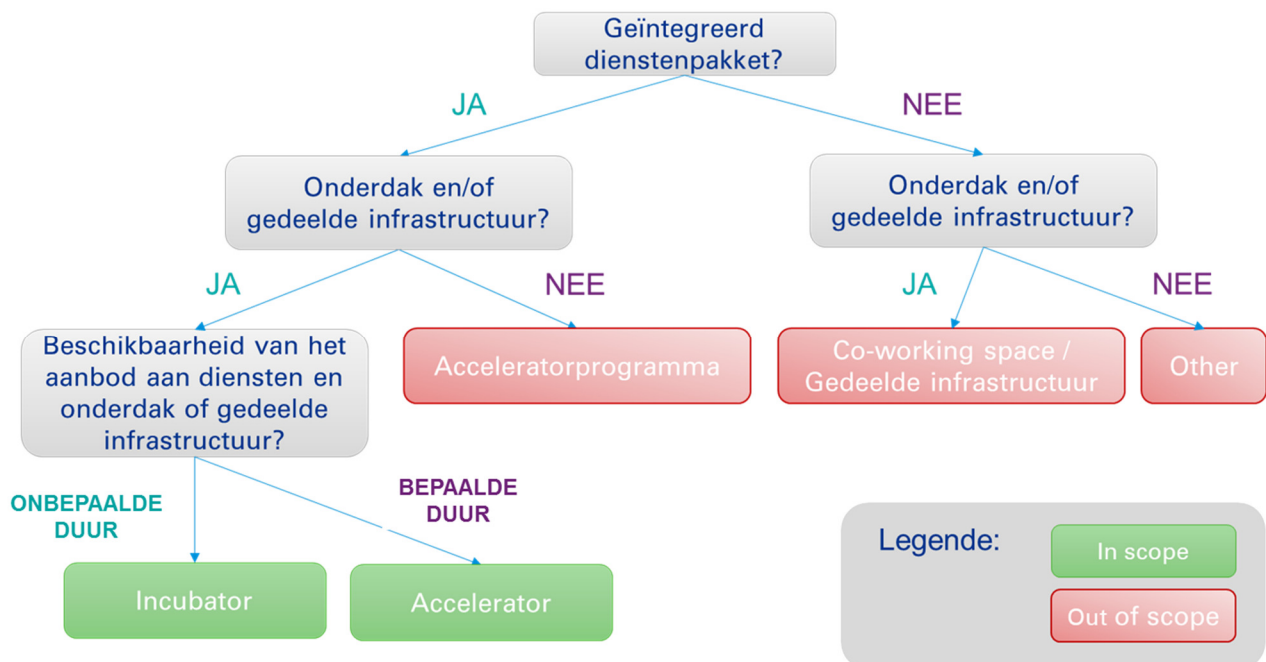 Geïntegreerd
dienstenpakket?
JA
NEE
Onderdak en/of
gedeelde infrastructuur?
Onderdak en/of
gedeelde infrastructuur?
JA
NEE
JA
NEE
Beschikbaarheid van het
aanbod aan diensten en
onderdak of gedeelde
infrastructuur?
Acceleratorprogramma
Co-working space /
Gedeelde infrastructuur
Other
ONBEPAALDE
DUUR
BEPAALDE
DUUR
Incubator
Accelerator
Legende:
In scope
Out of scope